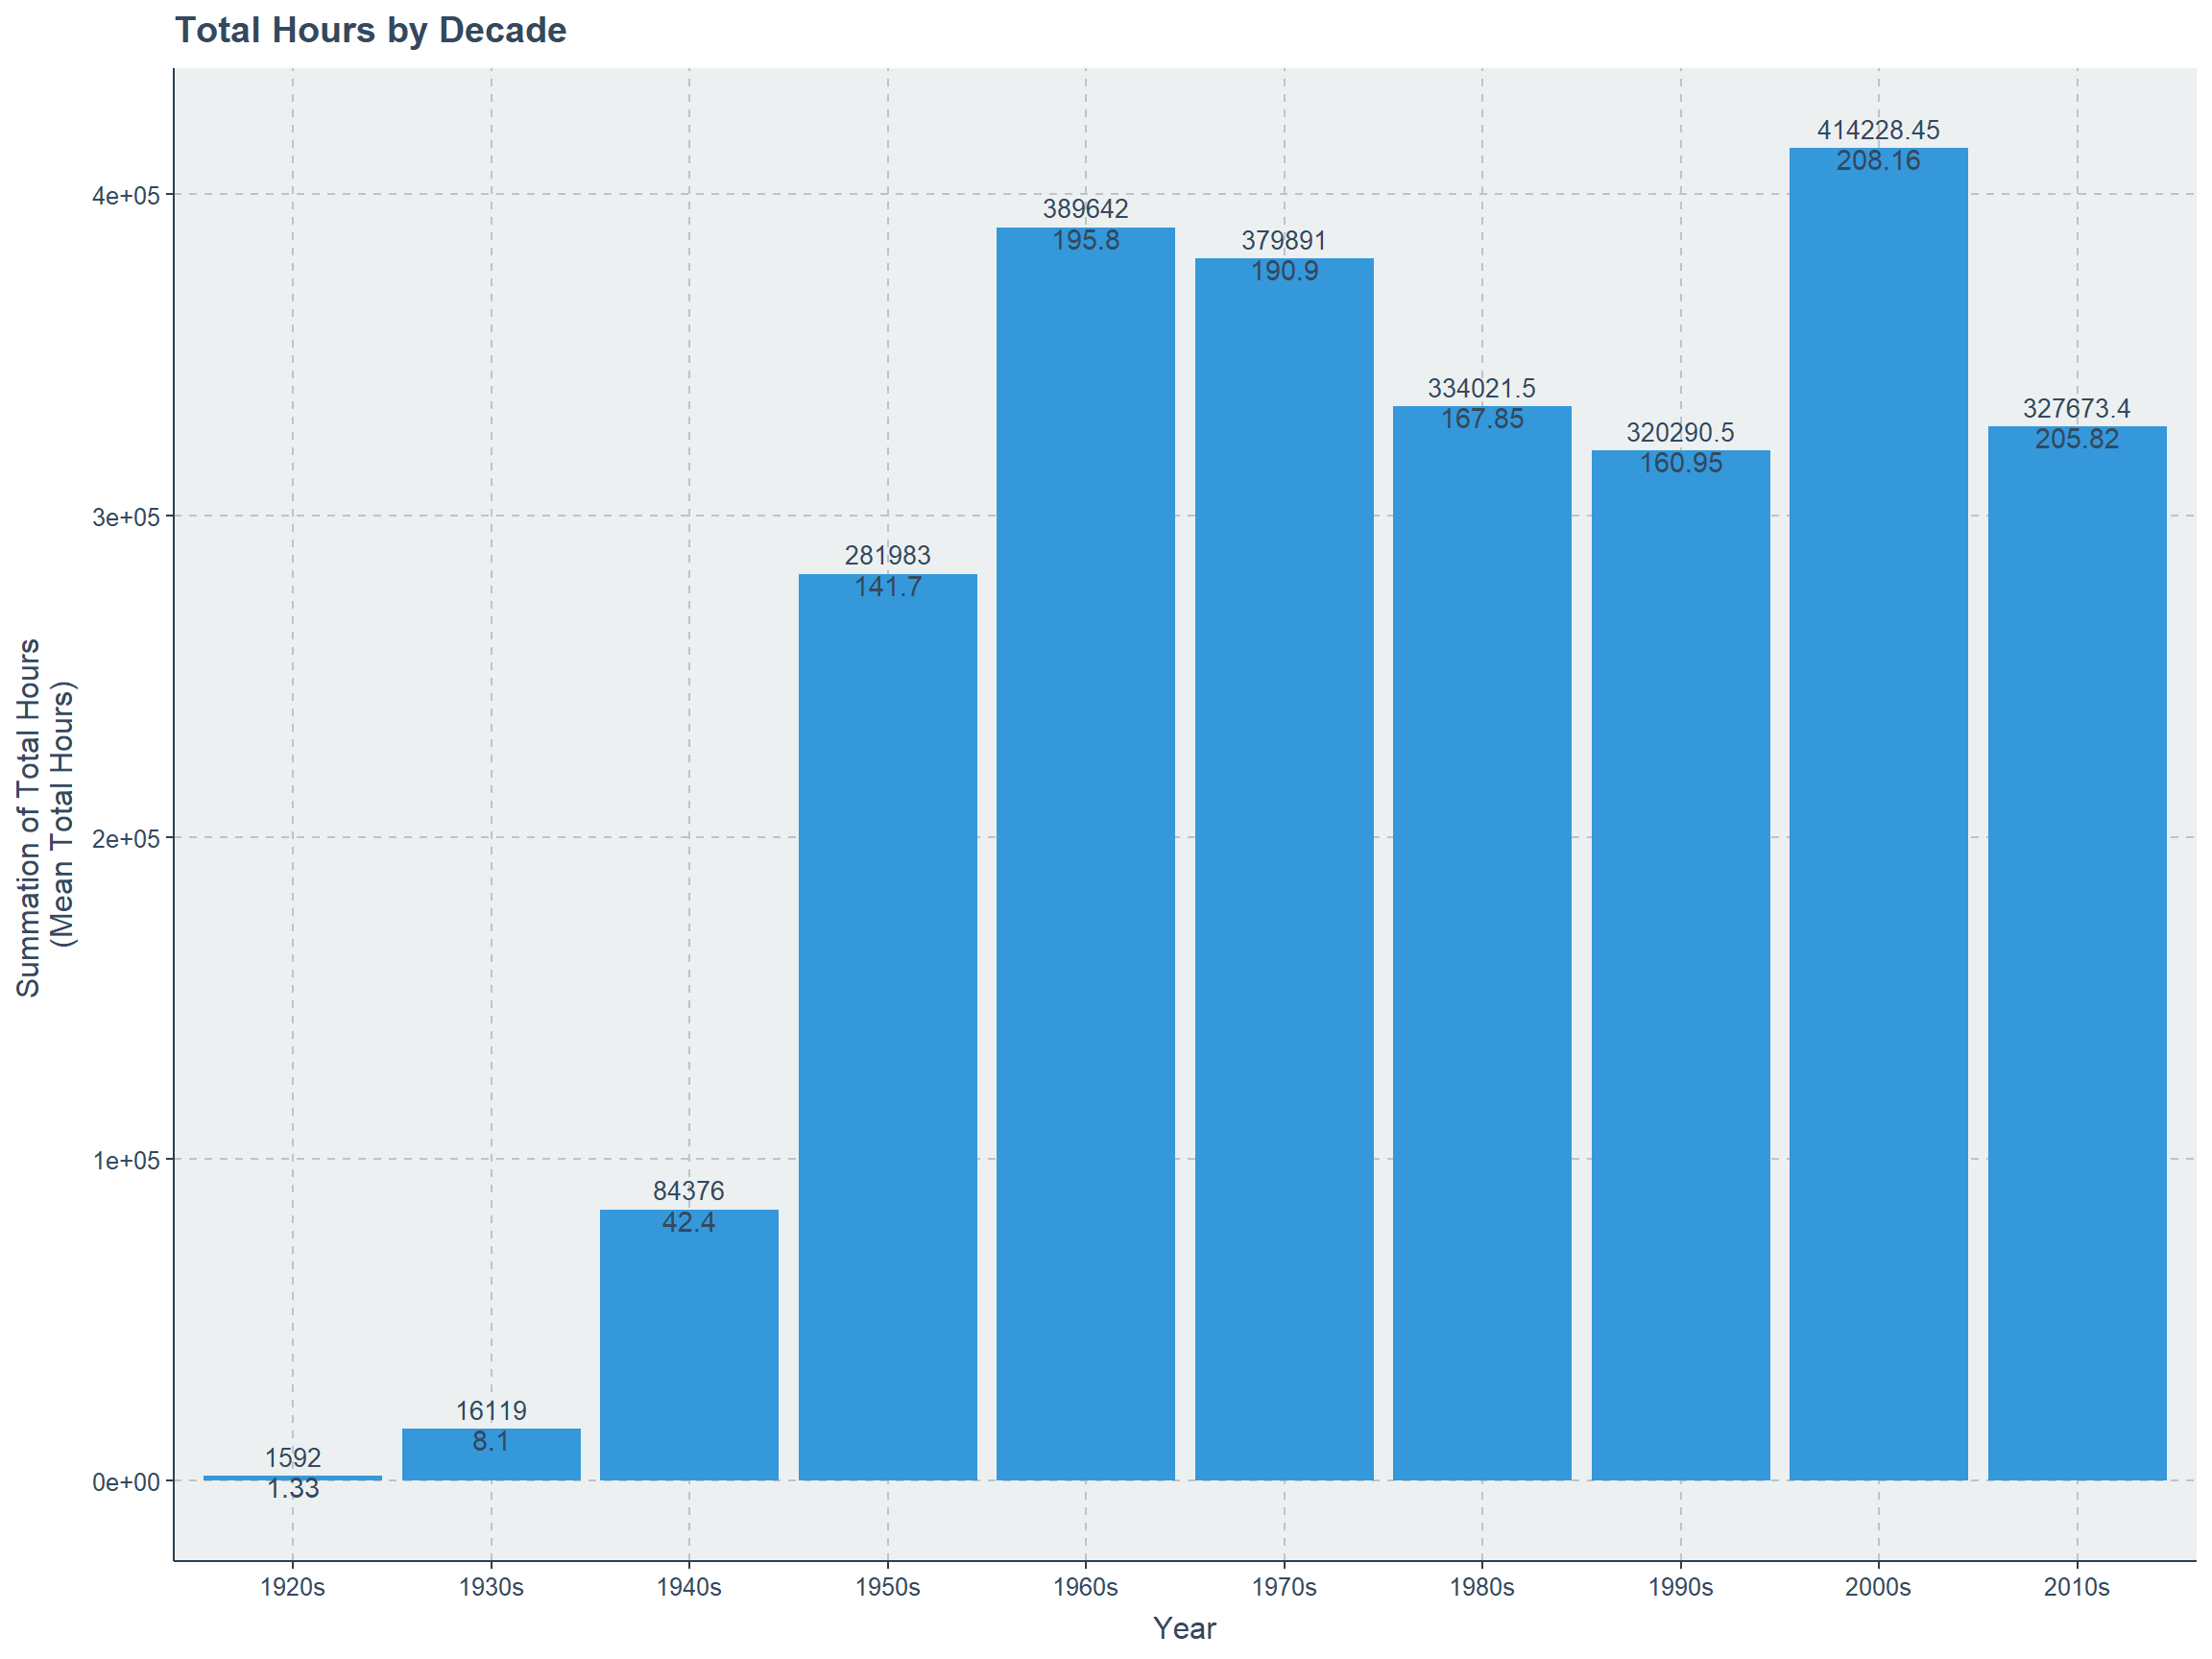 Total Hours by Decade
Summation of Total Hours
(Mean Total Hours)
4e+05
3e+05
2e+05
1e+05
0e+00
1592
1.33
16119
8.1
84376
42.4
281983
141.7
389642
195.8
379891
190.9
334021.5
167.85
320290.5
160.95
414228.45
208.16
327673.4
205.82
1920s
1930s
1940s
1950s
1960s
1970s
1980s
1990s
2000s
2010s
Year